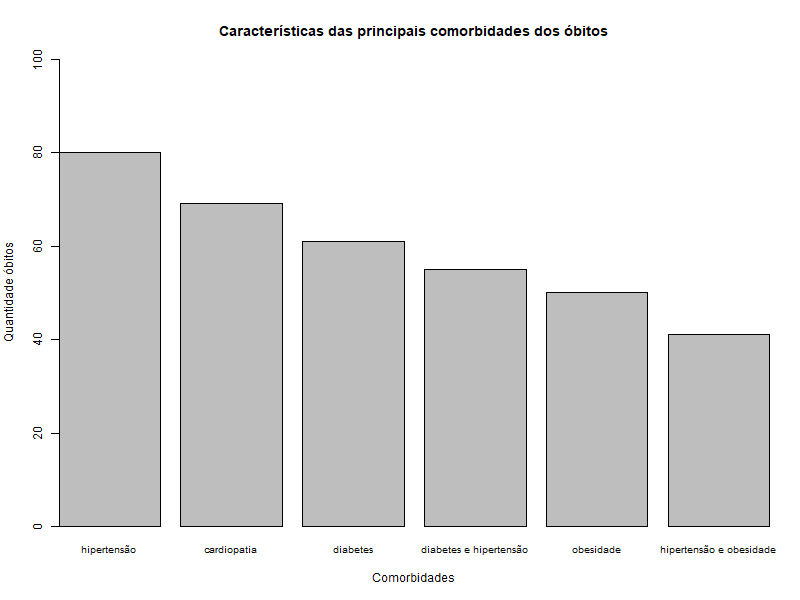 Características das principais comorbidades dos óbitos
Quantidade óbitos
100
80
60
40
20
0
hipertensão
cardiopatia
diabetes
diabetes e hipertensão
obesidade
hipertensão e obesidade
Comorbidades